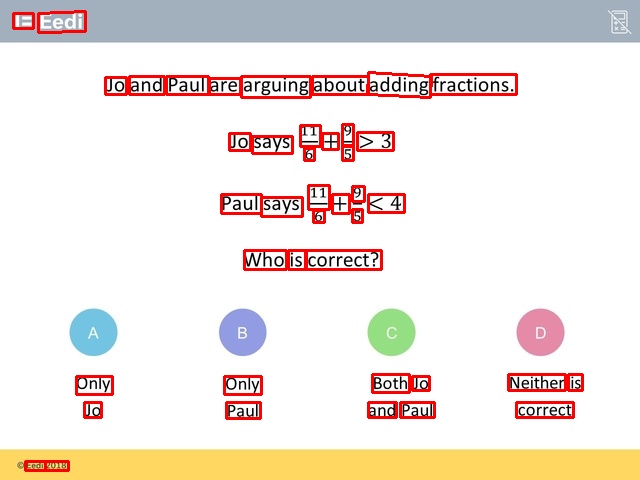 Eedi
Jo and Paul are arguing about adding fractions.
Jo says 11/6 + 9/5 > 3
Paul says 11/6 + 9/5 < 4
Who is correct?
A B C D
Only Jo
Only Paul
Both Jo and Paul
Neither is correct
© Eedi 2018